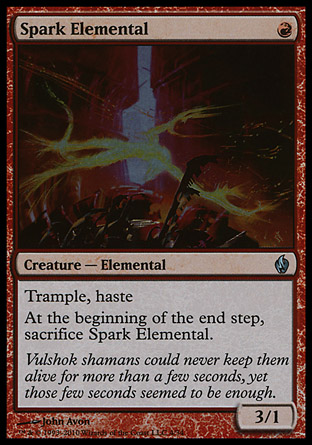 Spark Elemental
Creature — Elemental
Trample, haste
At the beginning of the end step,
sacrifice Spark Elemental.
Vulshok shamans could never keep them
alive for more than a few seconds, yet
those few seconds seemed to be enough.
John Avon
3/1